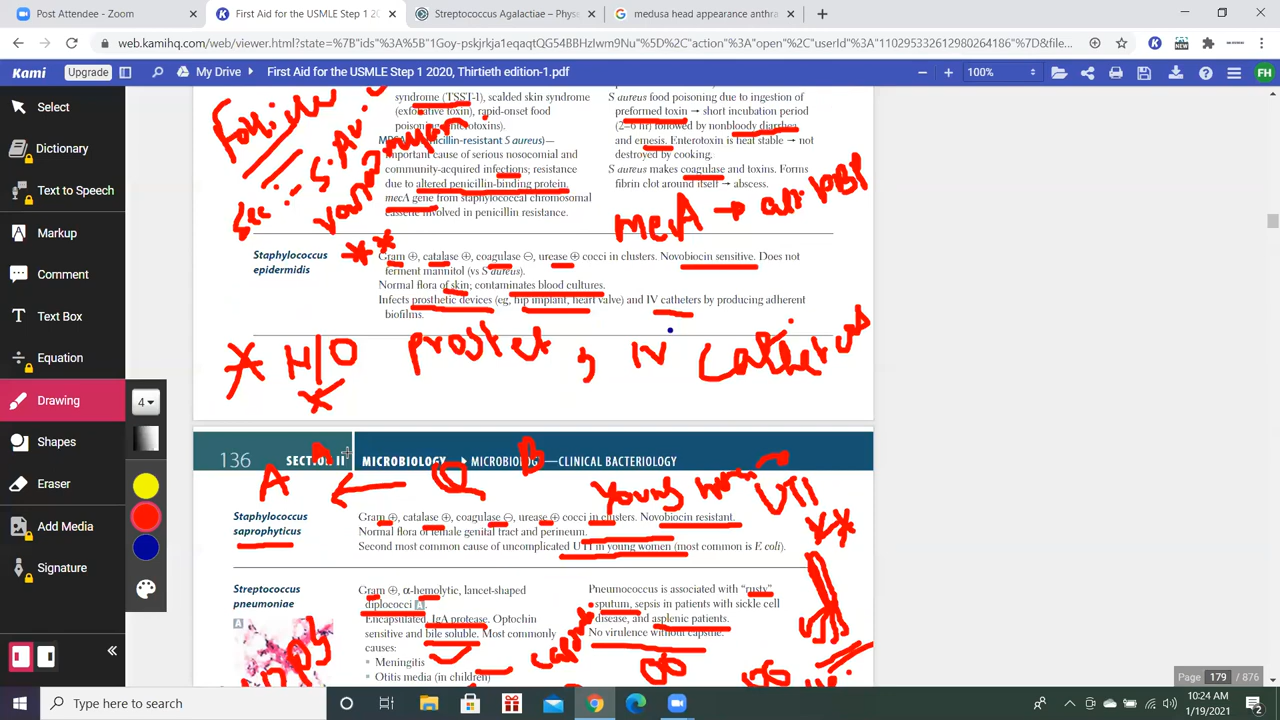 Post Attendee - Zoom
First Aid for the USMLE Step 1 20
Streptococcus Agalactiae – Physi
medusa head appearance anthra
web.kamihq.com/web/viewer.html?state=%7B"ids"%3A%5B"1Goy-pskjrkja1eqaqtQG54BBHzlwm9Nu"%5D%2C"action"%3A"open"%2C"userId"%3A"110295332612980264186"%7D&file
NEW
Kami
Upgrade
My Drive
First Aid for the USMLE Step 1 2020, Thirtieth edition-1.pdf
100%
FH
Select
Text to Speech
Markup
Comment
Text Box
Equation
Drawing
Shapes
Eraser
Add Media
Signature
4
syndrome (TSST-1), scalded skin syndrome
rapid-onset food
S aureus)—
important cause of serious nosocomial and
community-acquired infections; resistance
due to altered penicillin-binding protein.
mecA gene from staphylococcal chromosomal
cassette involved in penicillin resistance.
S aureus food poisoning due to ingestion of
preformed toxin → short incubation period
(2–6 hr) followed by nonbloody diarrhea
and emesis. Enterotoxin is heat stable → not
destroyed by cooking.
S aureus makes coagulase and toxins. Forms
fibrin clot around itself → abscess.
mecA → alt. PBP
Staphylococcus
epidermidis
Gram ⊕, catalase ⊕, coagulase ⊖, urease ⊕ cocci in clusters. Novobiocin sensitive. Does not
ferment mannitol (vs S aureus).
Normal flora of skin; contaminates blood cultures.
Infects prosthetic devices (eg, hip implant, heart valve) and IV catheters by producing adherent
biofilms.
H/O
IV
136
SECTION II
MICROBIOLOGY
MICROBIOLOGY—CLINICAL BACTERIOLOGY
A
Q
B
Young women
UTI
Staphylococcus
saprophyticus
Gram ⊕, catalase ⊕, coagulase ⊖, urease ⊕ cocci in clusters. Novobiocin resistant.
Normal flora of female genital tract and perineum.
Second most common cause of uncomplicated UTI in young women (most common is E coli).
Streptococcus
pneumoniae
A
Gram ⊕, α-hemolytic, lancet-shaped
diplococci A.
Encapsulated. IgA protease. Optochin
sensitive and bile soluble. Most commonly
causes:
▪ Meningitis
▪ Otitis media (in children)
Pneumococcus is associated with "rusty"
sputum, sepsis in patients with sickle cell
disease, and asplenic patients.
No virulence without capsule.
Page 179 / 876
Type here to search
10:24 AM
1/19/2021
2